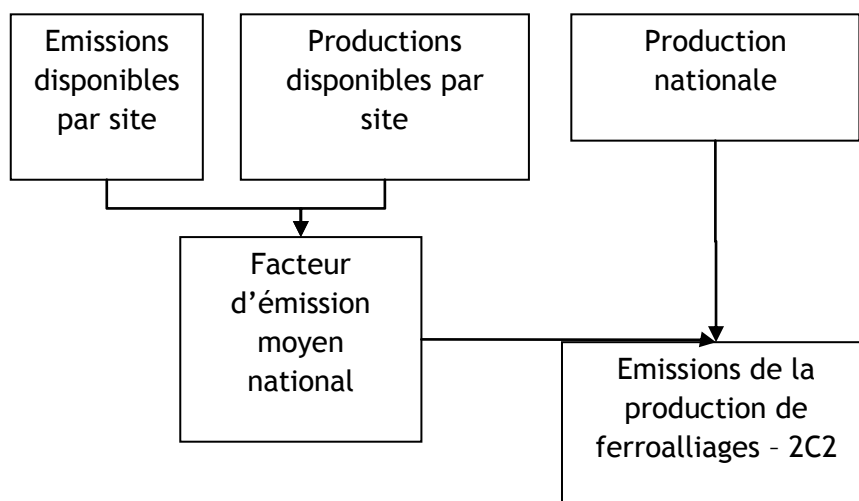 Emissions
disponibles
par site
Productions
disponibles par
site
Production
nationale
Facteur
d’émission
moyen
national
Emissions de la
production de
ferroalliages – 2C2